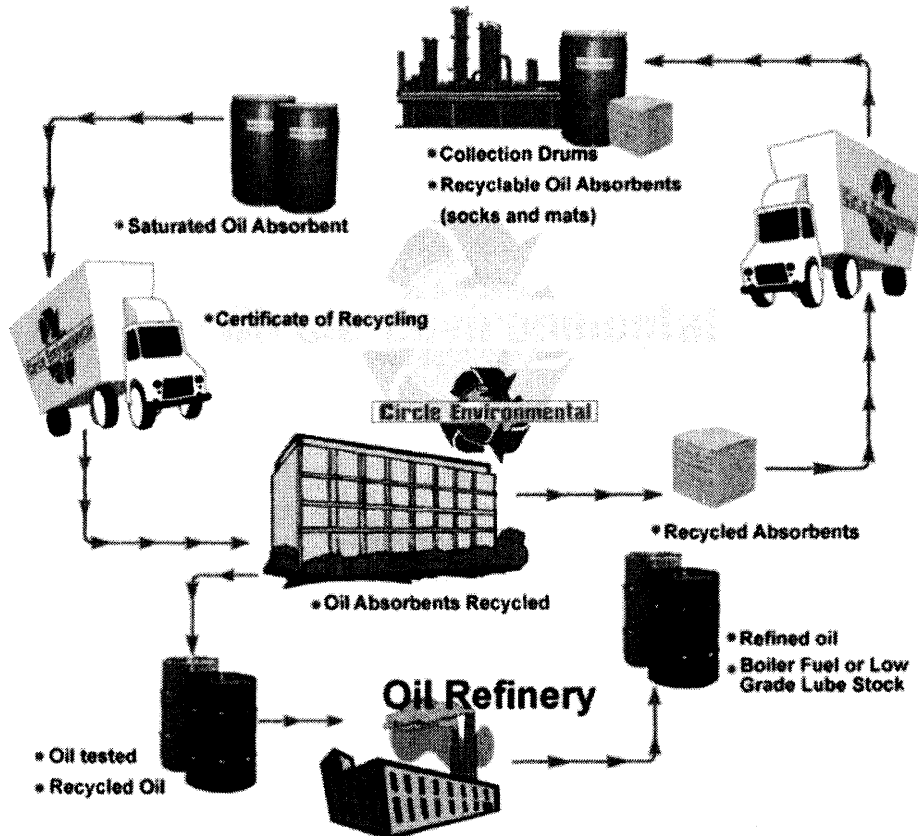 * Collection Drums
* Recyclable Oil Absorbents
(socks and mats)
* Saturated Oil Absorbent
* Certificate of Recycling
Circle Environmental
* Recycled Absorbents
* Oil Absorbents Recycled
* Refined oil
* Boiler Fuel or Low
Grade Lube Stock
Oil Refinery
* Oil tested
* Recycled Oil